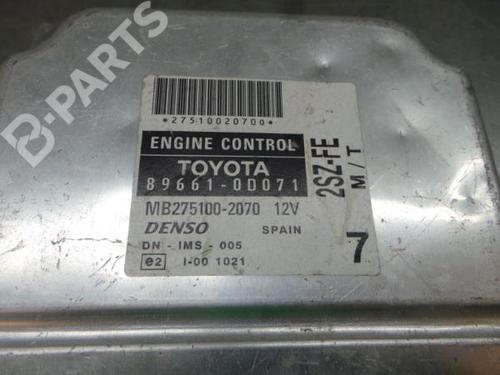 *27510020700*
ENGINE CONTROL
TOYOTA
89661-0D071
MB275100-2070 12V
DENSO SPAIN
DN - IMS - 005
e2 I-00 1021
2SZ-FE
M/T
7
B-PARTS
B-PARTS